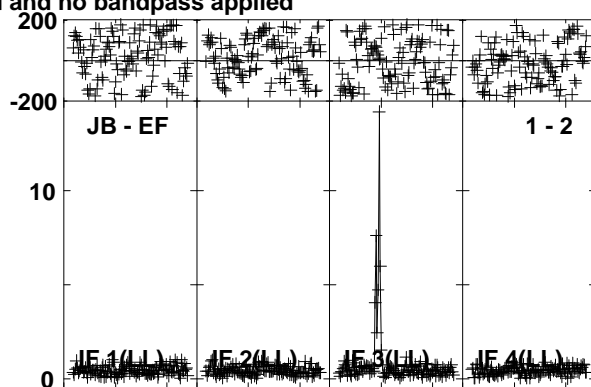 and no bandpass applied
200
-200
JB - EF 1 - 2
10
0
IF 1(LL) IF 2(LL) IF 3(LL) IF 4(LL)